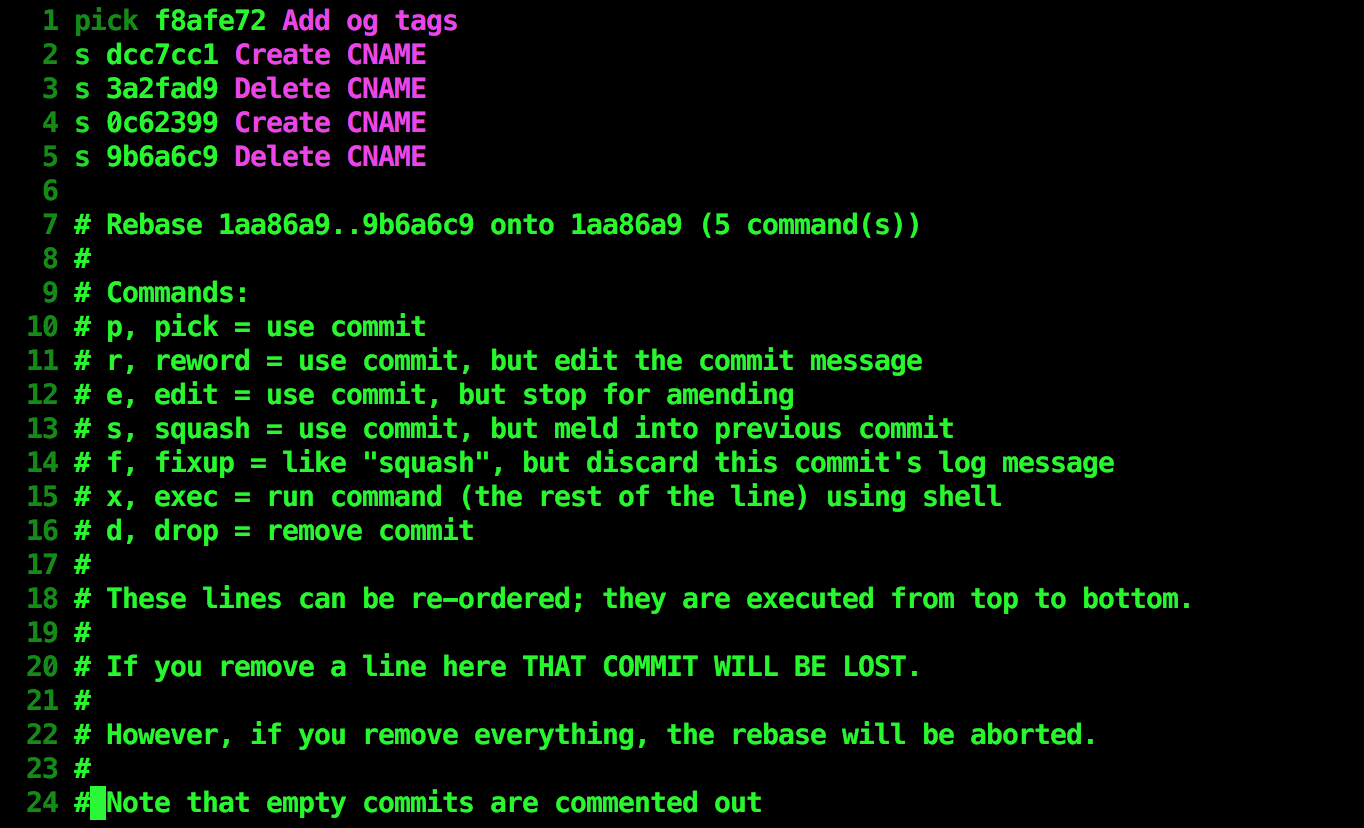 1 pick f8afe72 Add og tags
2 s dcc7cc1 Create CNAME
3 s 3a2fad9 Delete CNAME
4 s 0c62399 Create CNAME
5 s 9b6a6c9 Delete CNAME
6
7 # Rebase 1aa86a9..9b6a6c9 onto 1aa86a9 (5 command(s))
8 #
9 # Commands:
10 # p, pick = use commit
11 # r, reword = use commit, but edit the commit message
12 # e, edit = use commit, but stop for amending
13 # s, squash = use commit, but meld into previous commit
14 # f, fixup = like "squash", but discard this commit's log message
15 # x, exec = run command (the rest of the line) using shell
16 # d, drop = remove commit
17 #
18 # These lines can be re-ordered; they are executed from top to bottom.
19 #
20 # If you remove a line here THAT COMMIT WILL BE LOST.
21 #
22 # However, if you remove everything, the rebase will be aborted.
23 #
24 # Note that empty commits are commented out